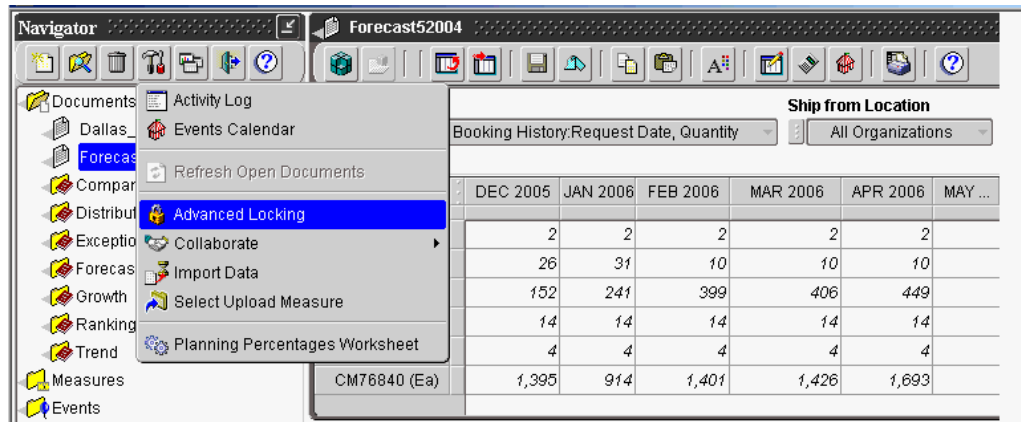 Navigator
Forecast52004
Documents
Dallas_
Forecas
Compar
Distribut
Exceptio
Forecas
Growth
Ranking
Trend
Measures
Events
Activity Log
Events Calendar
Refresh Open Documents
Advanced Locking
Collaborate
Import Data
Select Upload Measure
Planning Percentages Worksheet
Ship from Location
Booking History:Request Date, Quantity All Organizations
DEC 2005 JAN 2006 FEB 2006 MAR 2006 APR 2006 MAY ...
2 2 2 2 2
26 31 10 10 10
152 241 399 406 449
14 14 14 14 14
4 4 4 4 4
CM76840 (Ea) 1,395 914 1,401 1,426 1,693